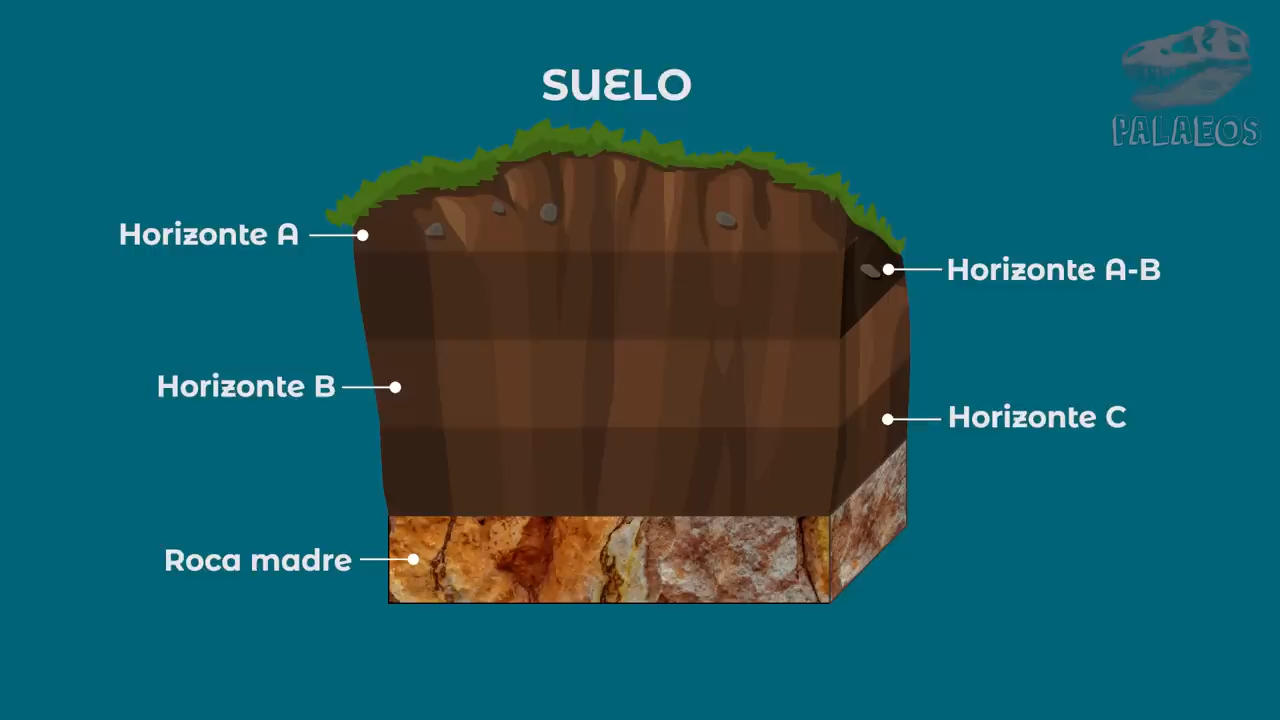 PALAEOS
SUELO
Horizonte A
Horizonte A-B
Horizonte B
Horizonte C
Roca madre